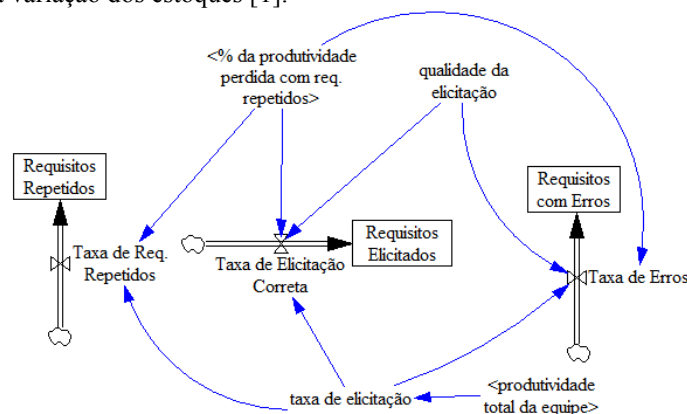 a variação dos estoques [1].
<% da produtividade
perdida com req.
repetidos>
qualidade da
elicitação
Requisitos
Repetidos
Requisitos
com Erros
Taxa de Req.
Repetidos
Requisitos
Elicitados
Taxa de Elicitação
Correta
Taxa de Erros
taxa de elicitação
<produtividade
total da equipe>